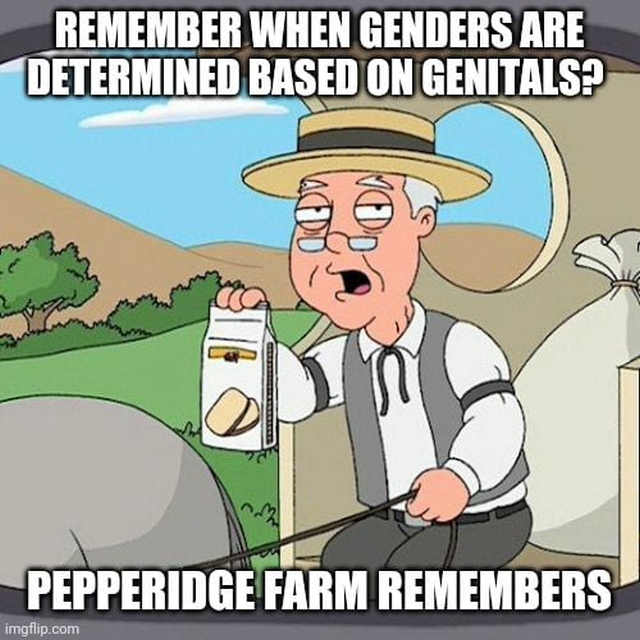 REMEMBER WHEN GENDERS ARE
DETERMINED BASED ON GENITALS?
PEPPERIDGE FARM REMEMBERS
imgflip.com